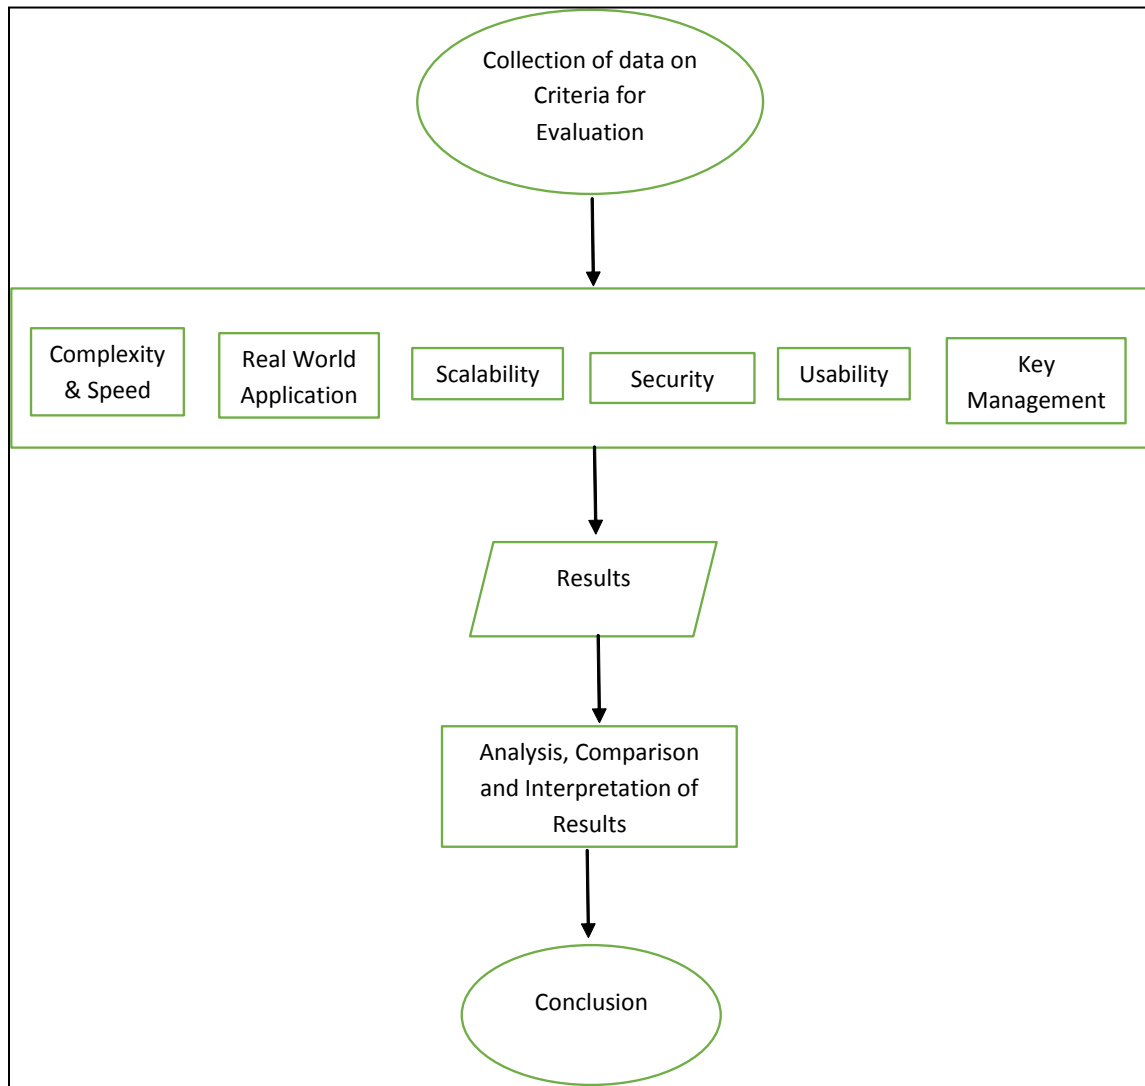 Collection of data on
Criteria for
Evaluation
Complexity
& Speed
Real World
Application
Scalability
Security
Usability
Key
Management
Results
Analysis, Comparison
and Interpretation of
Results
Conclusion